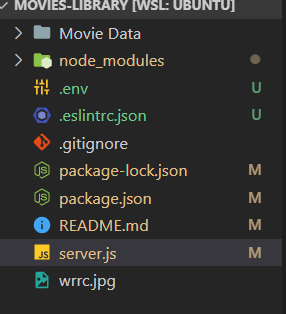 MOVIES-LIBRARY [WSL: UBUNTU]
Movie Data
node_modules
.env U
.eslintrc.json U
.gitignore
package-lock.json M
package.json M
README.md M
JS server.js M
wrrc.jpg